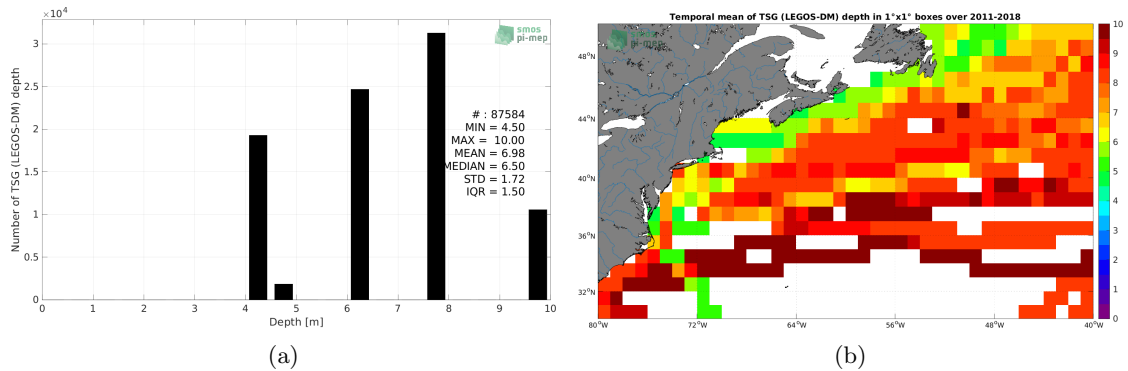 ×10⁴
3
2.5
2
1.5
1
0.5
0
Number of TSG (LEGOS-DM) depth
0 1 2 3 4 5 6 7 8 9 10
Depth [m]
smos
pi-mep
# : 87584
MIN = 4.50
MAX = 10.00
MEAN = 6.98
MEDIAN = 6.50
STD = 1.72
IQR = 1.50
(a)
Temporal mean of TSG (LEGOS-DM) depth in 1°x1° boxes over 2011-2018
smos
pi-mep
48°N
44°N
40°N
36°N
32°N
80°W 72°W 64°W 56°W 48°W 40°W
10
9
8
7
6
5
4
3
2
1
0
(b)